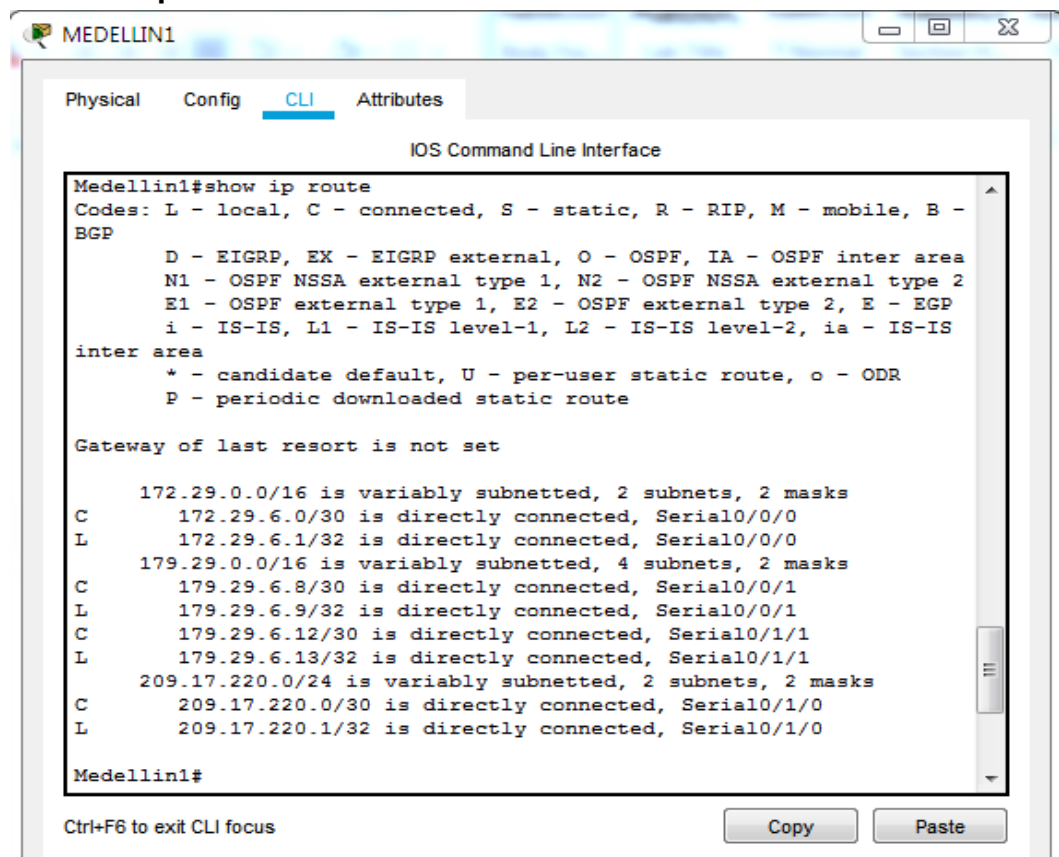 MEDELLIN1
Physical Config CLI Attributes
IOS Command Line Interface
Medellin1#show ip route
Codes: L - local, C - connected, S - static, R - RIP, M - mobile, B -
BGP
D - EIGRP, EX - EIGRP external, O - OSPF, IA - OSPF inter area
N1 - OSPF NSSA external type 1, N2 - OSPF NSSA external type 2
E1 - OSPF external type 1, E2 - OSPF external type 2, E - EGP
i - IS-IS, L1 - IS-IS level-1, L2 - IS-IS level-2, ia - IS-IS
inter area
* - candidate default, U - per-user static route, o - ODR
P - periodic downloaded static route
Gateway of last resort is not set
172.29.0.0/16 is variably subnetted, 2 subnets, 2 masks
C 172.29.6.0/30 is directly connected, Serial0/0/0
L 172.29.6.1/32 is directly connected, Serial0/0/0
179.29.0.0/16 is variably subnetted, 4 subnets, 2 masks
C 179.29.6.8/30 is directly connected, Serial0/0/1
L 179.29.6.9/32 is directly connected, Serial0/0/1
C 179.29.6.12/30 is directly connected, Serial0/1/1
L 179.29.6.13/32 is directly connected, Serial0/1/1
209.17.220.0/24 is variably subnetted, 2 subnets, 2 masks
C 209.17.220.0/30 is directly connected, Serial0/1/0
L 209.17.220.1/32 is directly connected, Serial0/1/0
Medellin1#
Ctrl+F6 to exit CLI focus
Copy Paste